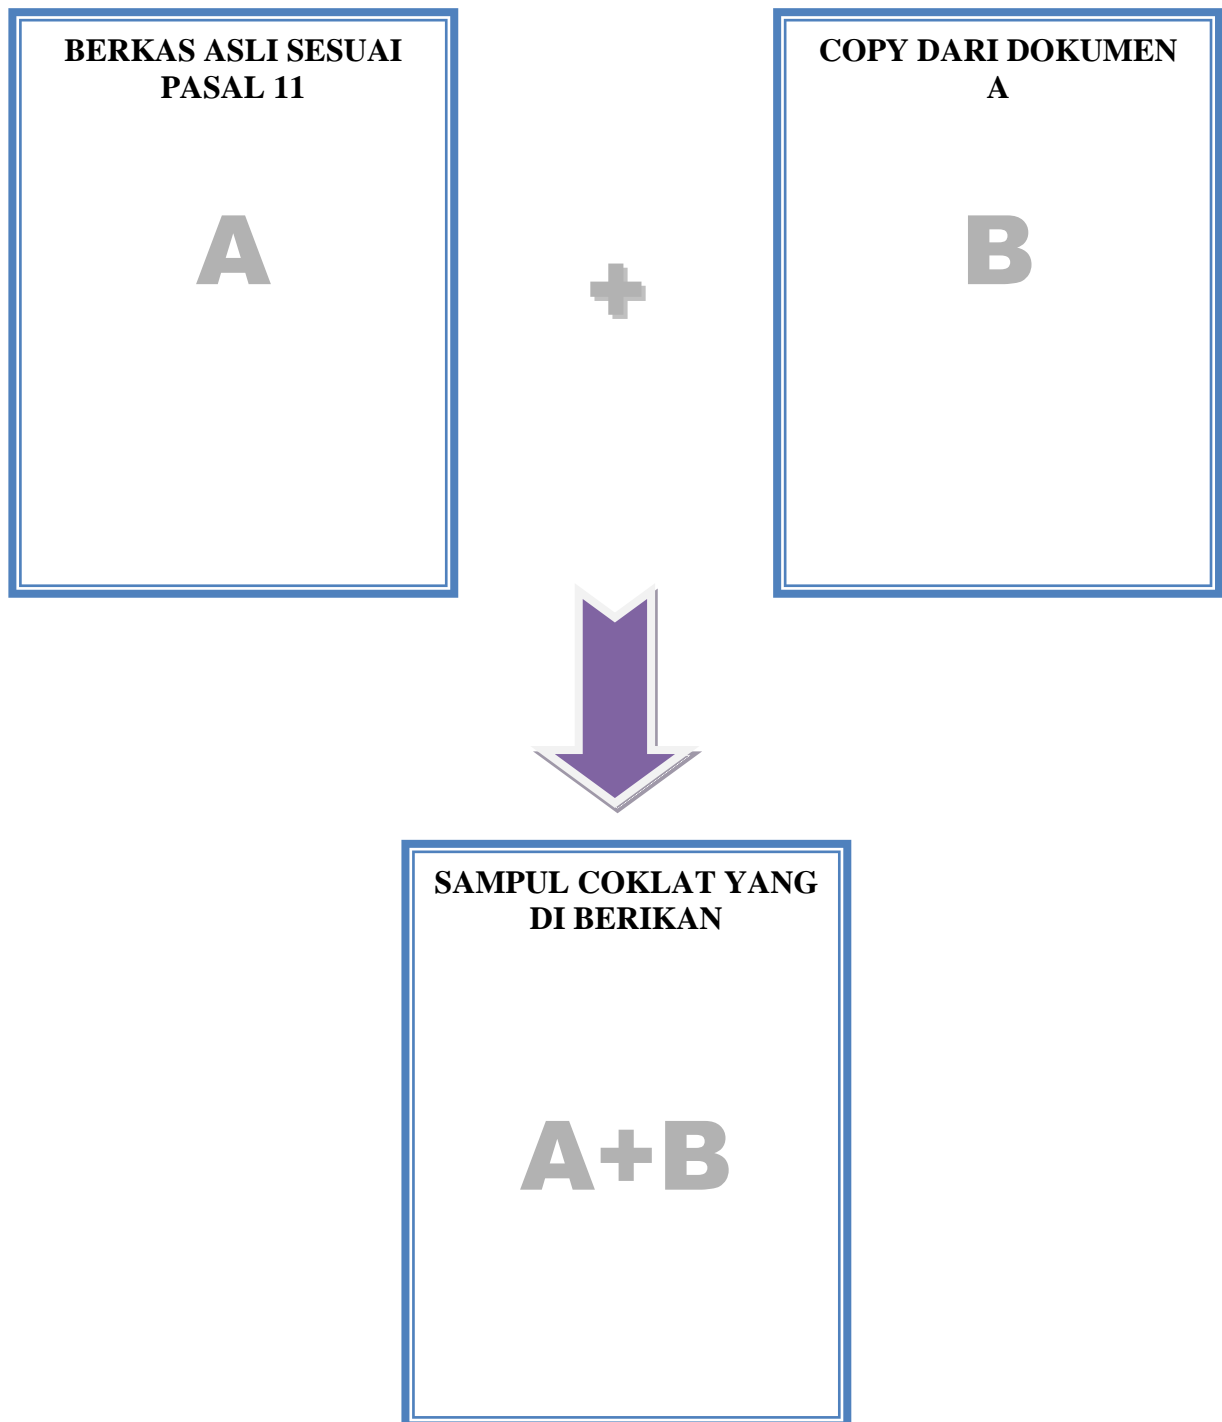 BERKAS ASLI SESUAI
PASAL 11
A
+
COPY DARI DOKUMEN
A
B
SAMPUL COKLAT YANG
DI BERIKAN
A+B